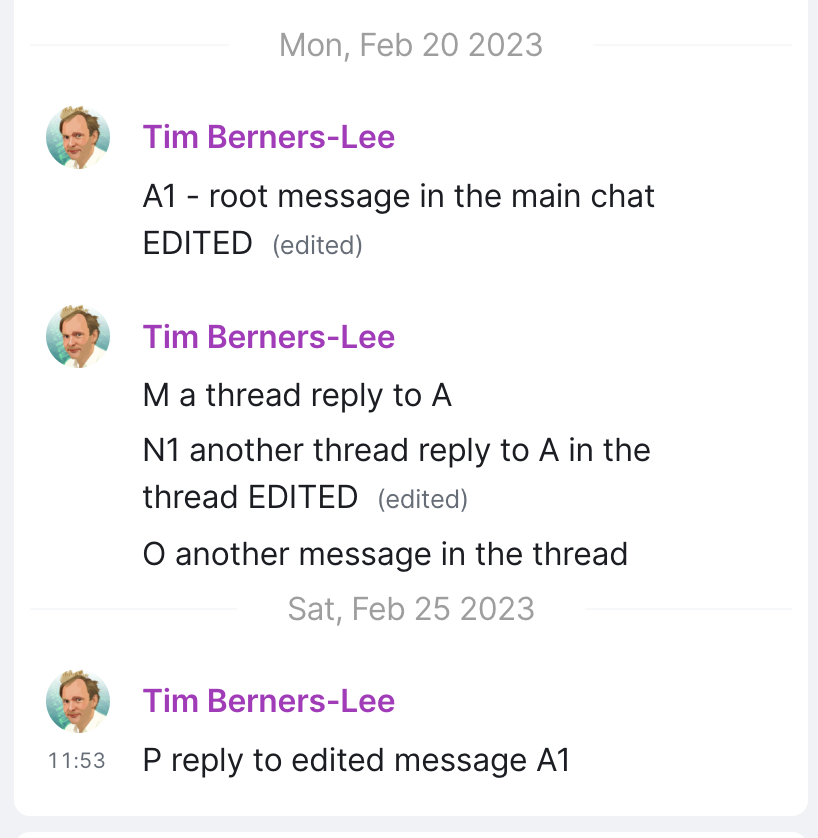 Mon, Feb 20 2023
Tim Berners-Lee
A1 - root message in the main chat
EDITED (edited)
Tim Berners-Lee
M a thread reply to A
N1 another thread reply to A in the
thread EDITED (edited)
O another message in the thread
Sat, Feb 25 2023
Tim Berners-Lee
11:53 P reply to edited message A1